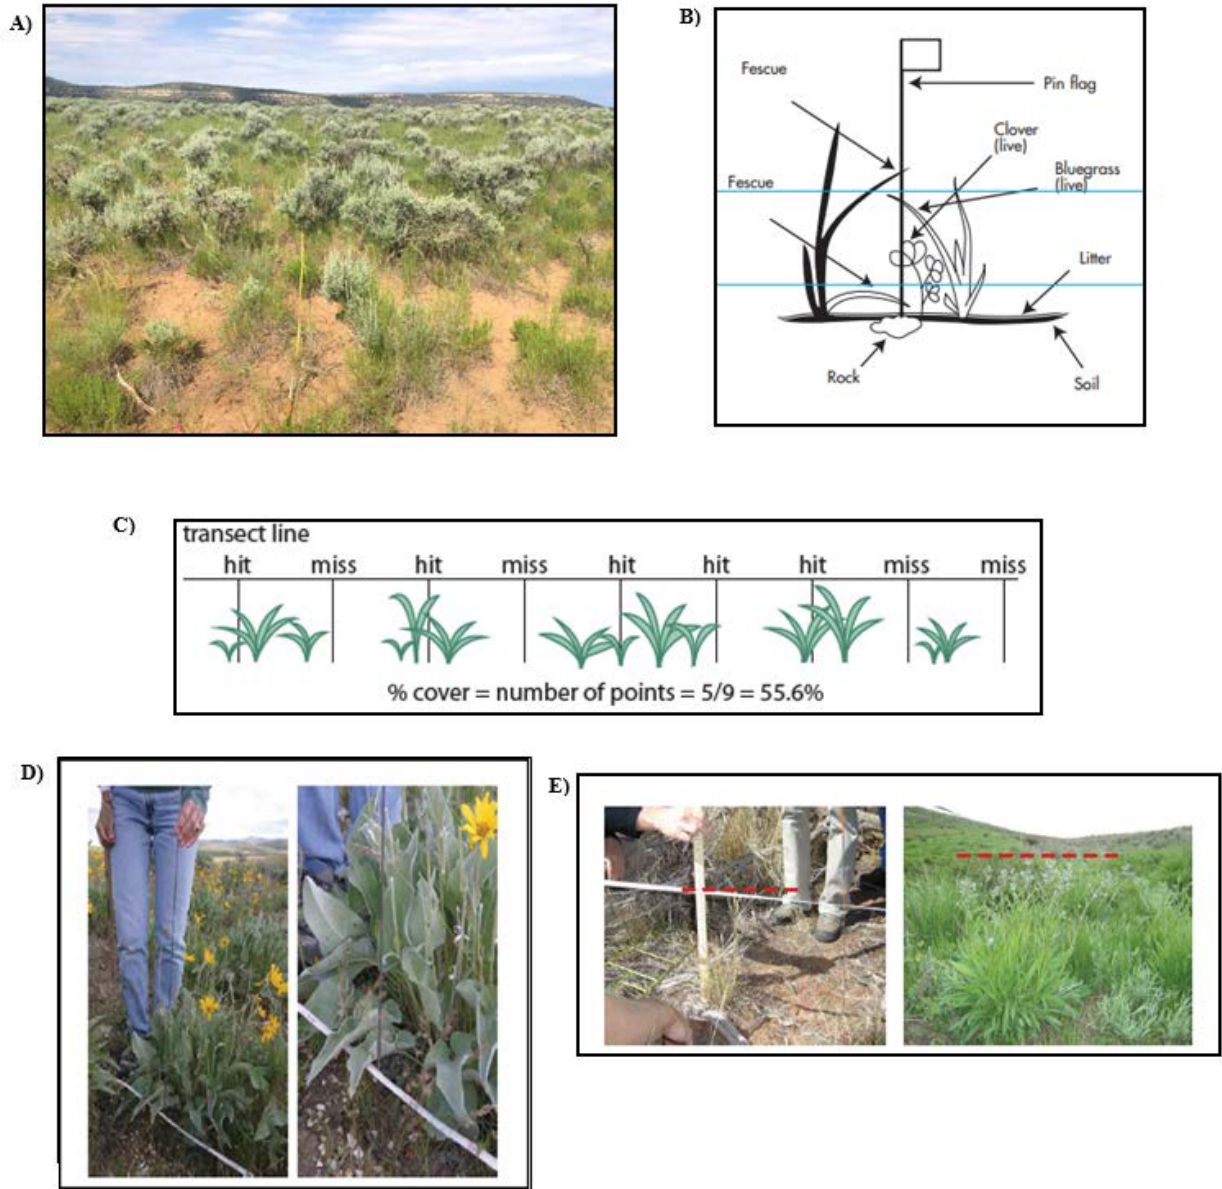 A)
B)
Fescue
Pin flag
Clover
(live)
Bluegrass
(live)
Fescue
Litter
Rock
Soil
C)
transect line
hit miss hit miss hit hit hit miss miss
% cover = number of points = 5/9 = 55.6%
D)
E)